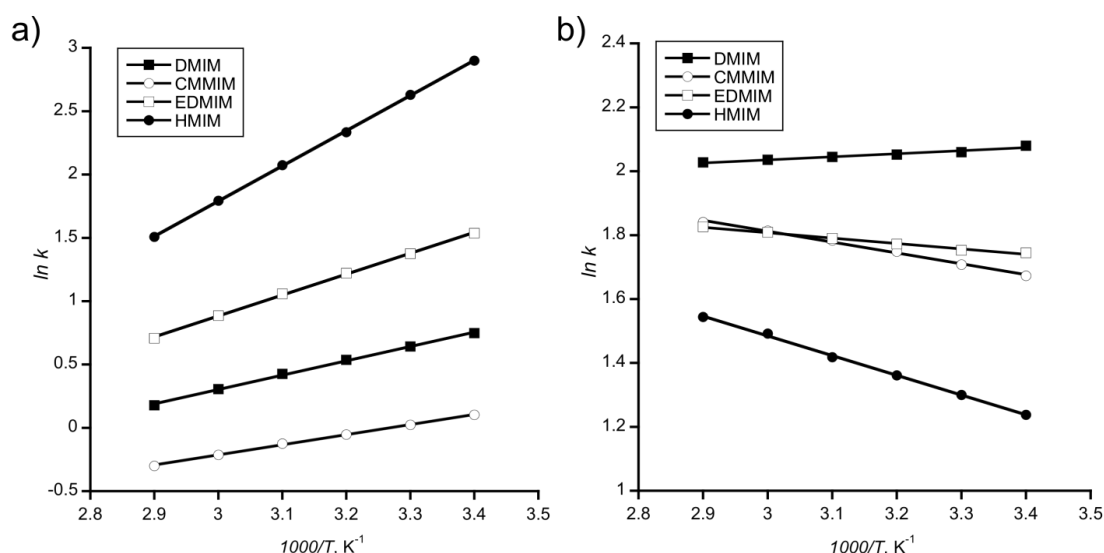 a)
DMIM
CMMIM
EDMIM
HMIM
3
2.5
2
1.5
1
0.5
0
-0.5
ln k
2.8 2.9 3 3.1 3.2 3.3 3.4 3.5
1000/T, K-1
b)
DMIM
CMMIM
EDMIM
HMIM
2.4
2.2
2
1.8
1.6
1.4
1.2
1
ln k
2.8 2.9 3 3.1 3.2 3.3 3.4 3.5
1000/T, K-1